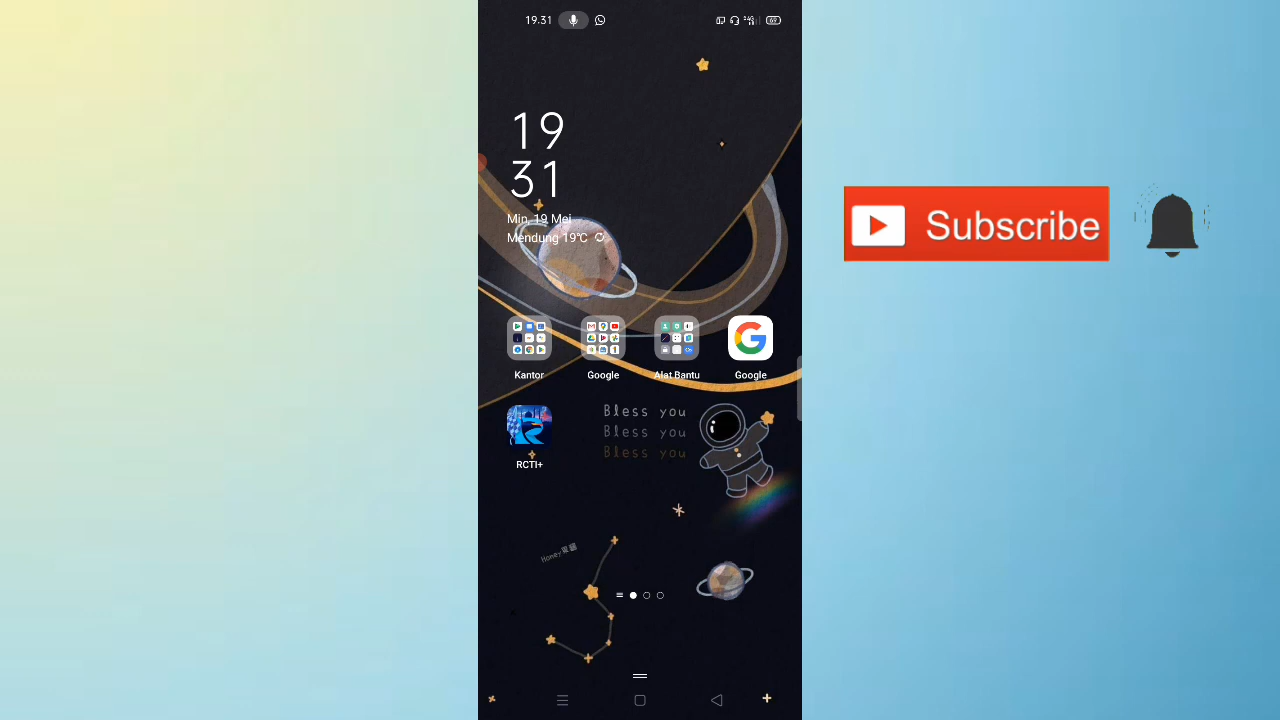 19.31
19
31
Min, 19 Mei
Mendung 19°C
Kantor
Google
Alat Bantu
Google
RCTI+
Bless you
Bless you
Bless you
Subscribe